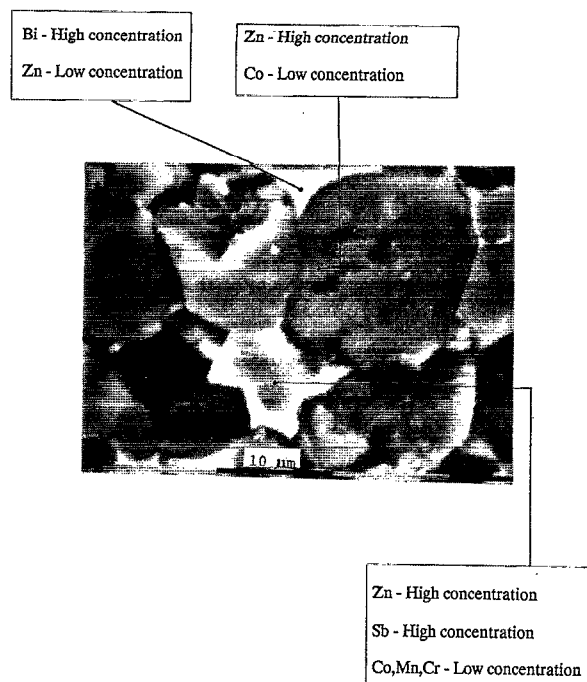 Bi - High concentration
Zn - Low concentration
Zn - High concentration
Co - Low concentration
10 μm
Zn - High concentration
Sb - High concentration
Co,Mn,Cr - Low concentration